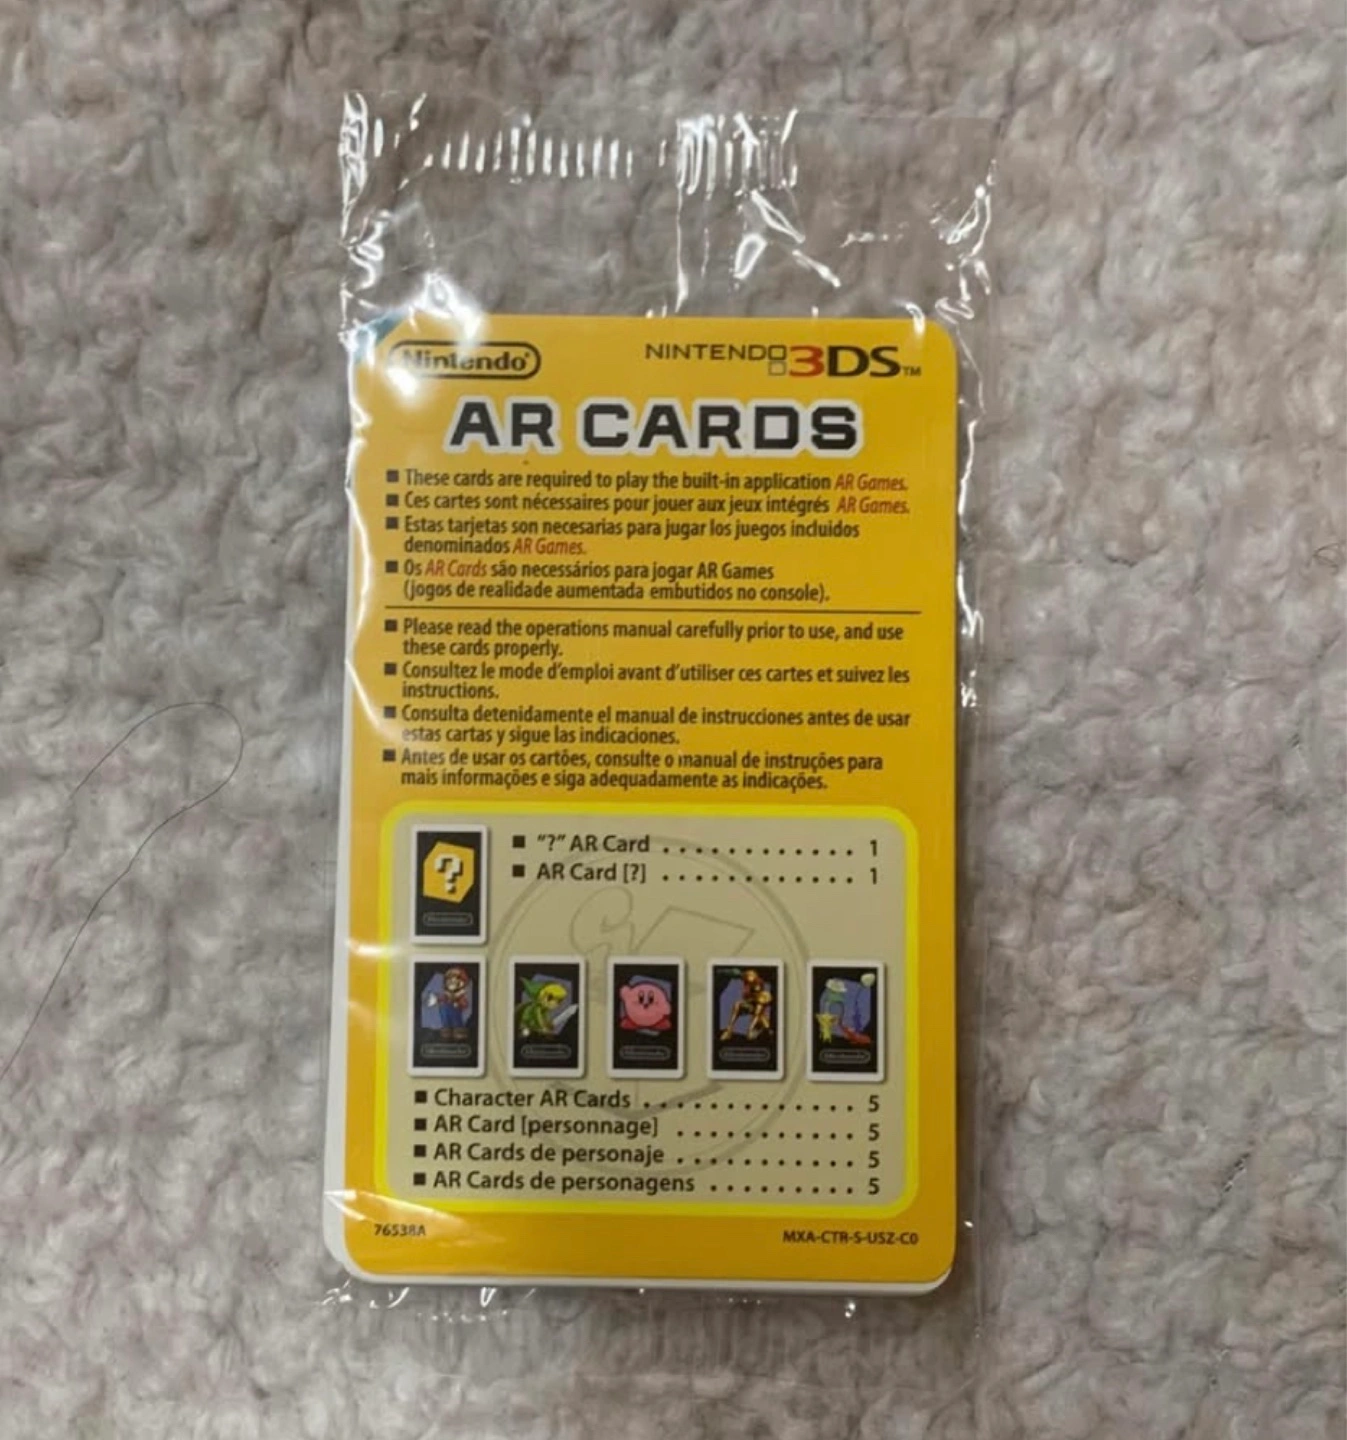 Nintendo®
NINTENDO 3DS™
AR CARDS
■ These cards are required to play the built-in application AR Games.
■ Ces cartes sont nécessaires pour jouer aux jeux intégrés AR Games.
■ Estas tarjetas son necesarias para jugar los juegos incluidos
denominados AR Games.
■ Os AR Cards são necessários para jogar AR Games
(jogos de realidade aumentada embutidos no console).
■ Please read the operations manual carefully prior to use, and use
these cards properly.
■ Consultez le mode d'emploi avant d'utiliser ces cartes et suivez les
instructions.
■ Consulta detenidamente el manual de instrucciones antes de usar
estas cartas y sigue las indicaciones.
■ Antes de usar os cartões, consulte o manual de instruções para
mais informações e siga adequadamente as indicações.
?
Nintendo
■ "?" AR Card . . . . . . . . . . . . 1
■ AR Card [?] . . . . . . . . . . . . 1
Nintendo
Nintendo
Nintendo
Nintendo
Nintendo
■ Character AR Cards . . . . . . . . . . . . . 5
■ AR Card [personnage] . . . . . . . . . . . 5
■ AR Cards de personaje . . . . . . . . . . . 5
■ AR Cards de personagens . . . . . . . . . 5
76538A
MXA-CTR-S-USZ-C0